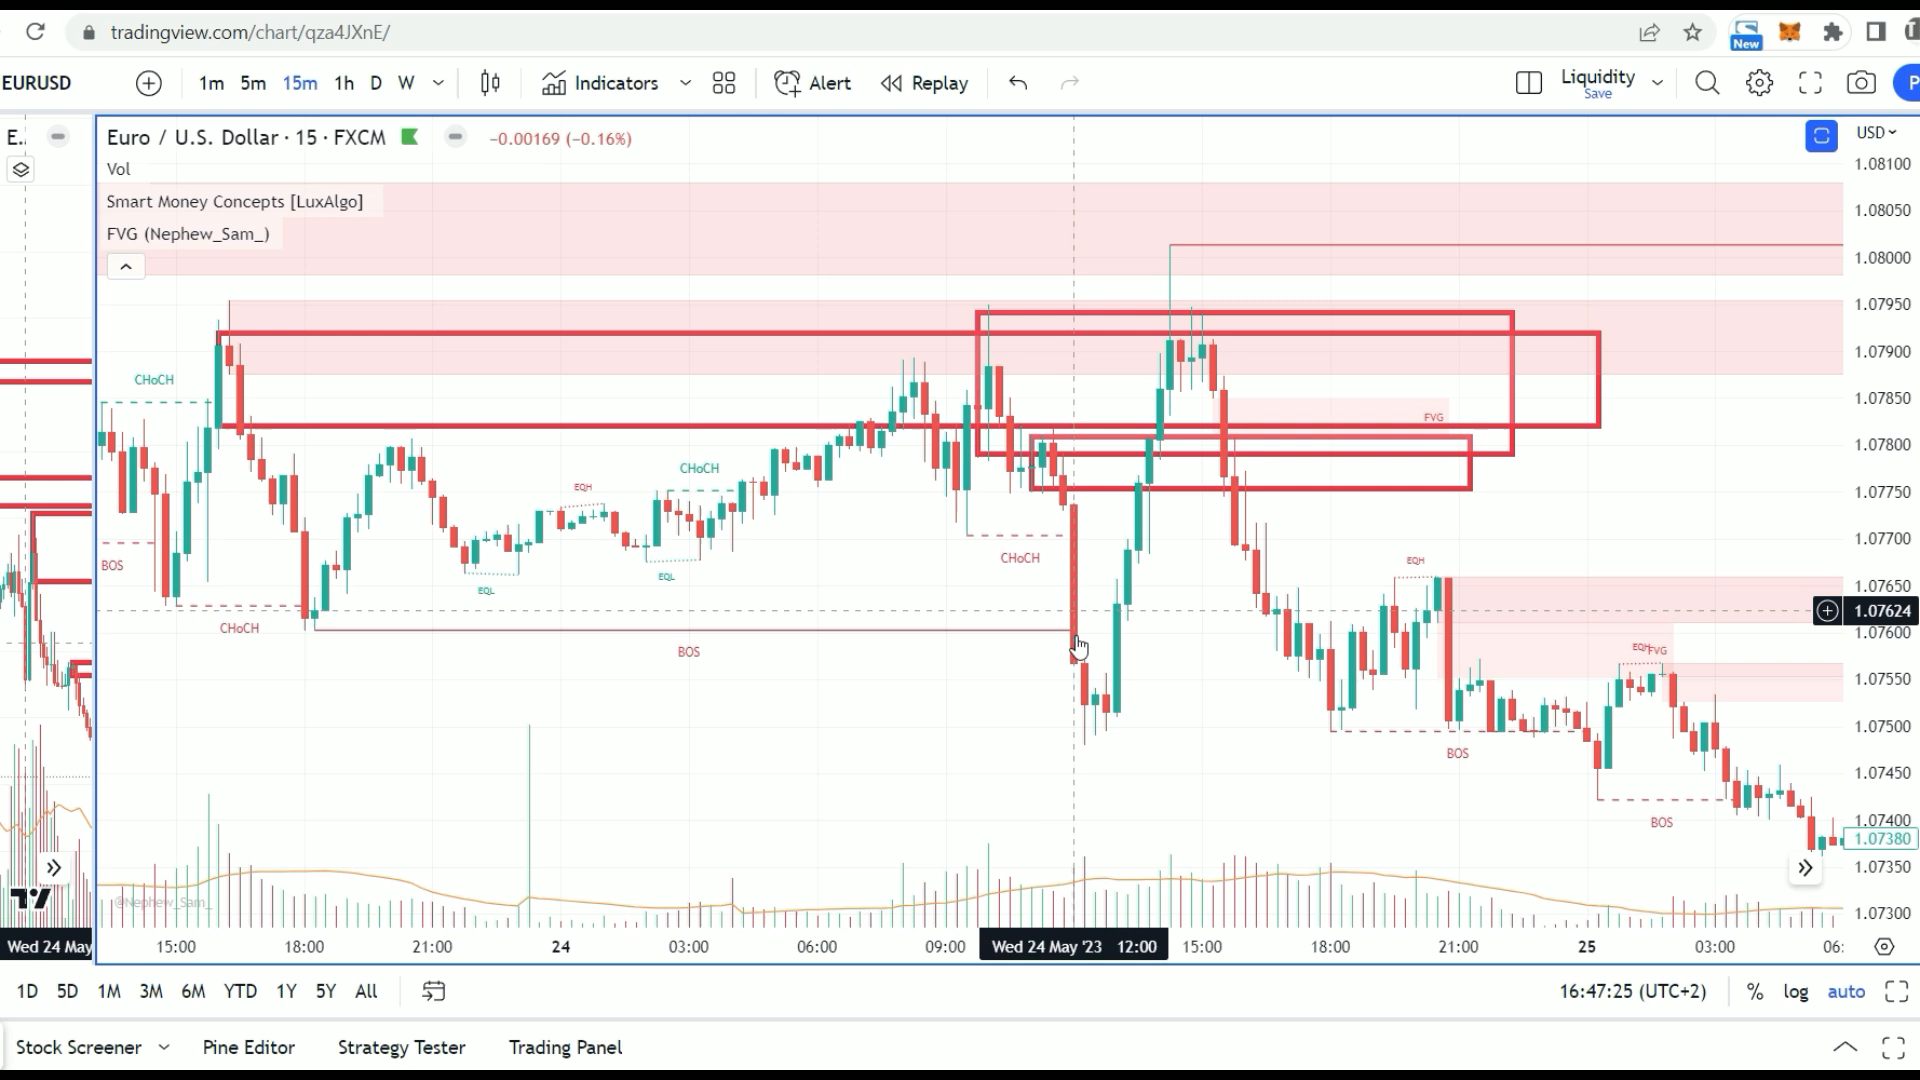 tradingview.com/chart/qza4JXnE/
New
EURUSD
1m 5m 15m 1h D W
Indicators
Alert
Replay
Liquidity
Save
E.
Euro / U.S. Dollar · 15 · FXCM
−0.00169 (−0.16%)
USD
Vol
Smart Money Concepts [LuxAlgo]
FVG (Nephew_Sam_)
1.08100
1.08050
1.08000
1.07950
1.07900
1.07850
1.07800
1.07750
1.07700
1.07650
1.07624
1.07600
1.07550
1.07500
1.07450
1.07400
1.07380
1.07350
1.07300
CHoCH
FVG
CHoCH
EQH
BOS
CHoCH
EQH
EQL
EQL
CHoCH
BOS
EQH
FVG
BOS
BOS
@Nephew_Sam_
Wed 24 May
15:00 18:00 21:00 24 03:00 06:00 09:00 Wed 24 May '23 12:00 15:00 18:00 21:00 25 03:00 06:
1D 5D 1M 3M 6M YTD 1Y 5Y All
16:47:25 (UTC+2)
% log auto
Stock Screener
Pine Editor
Strategy Tester
Trading Panel